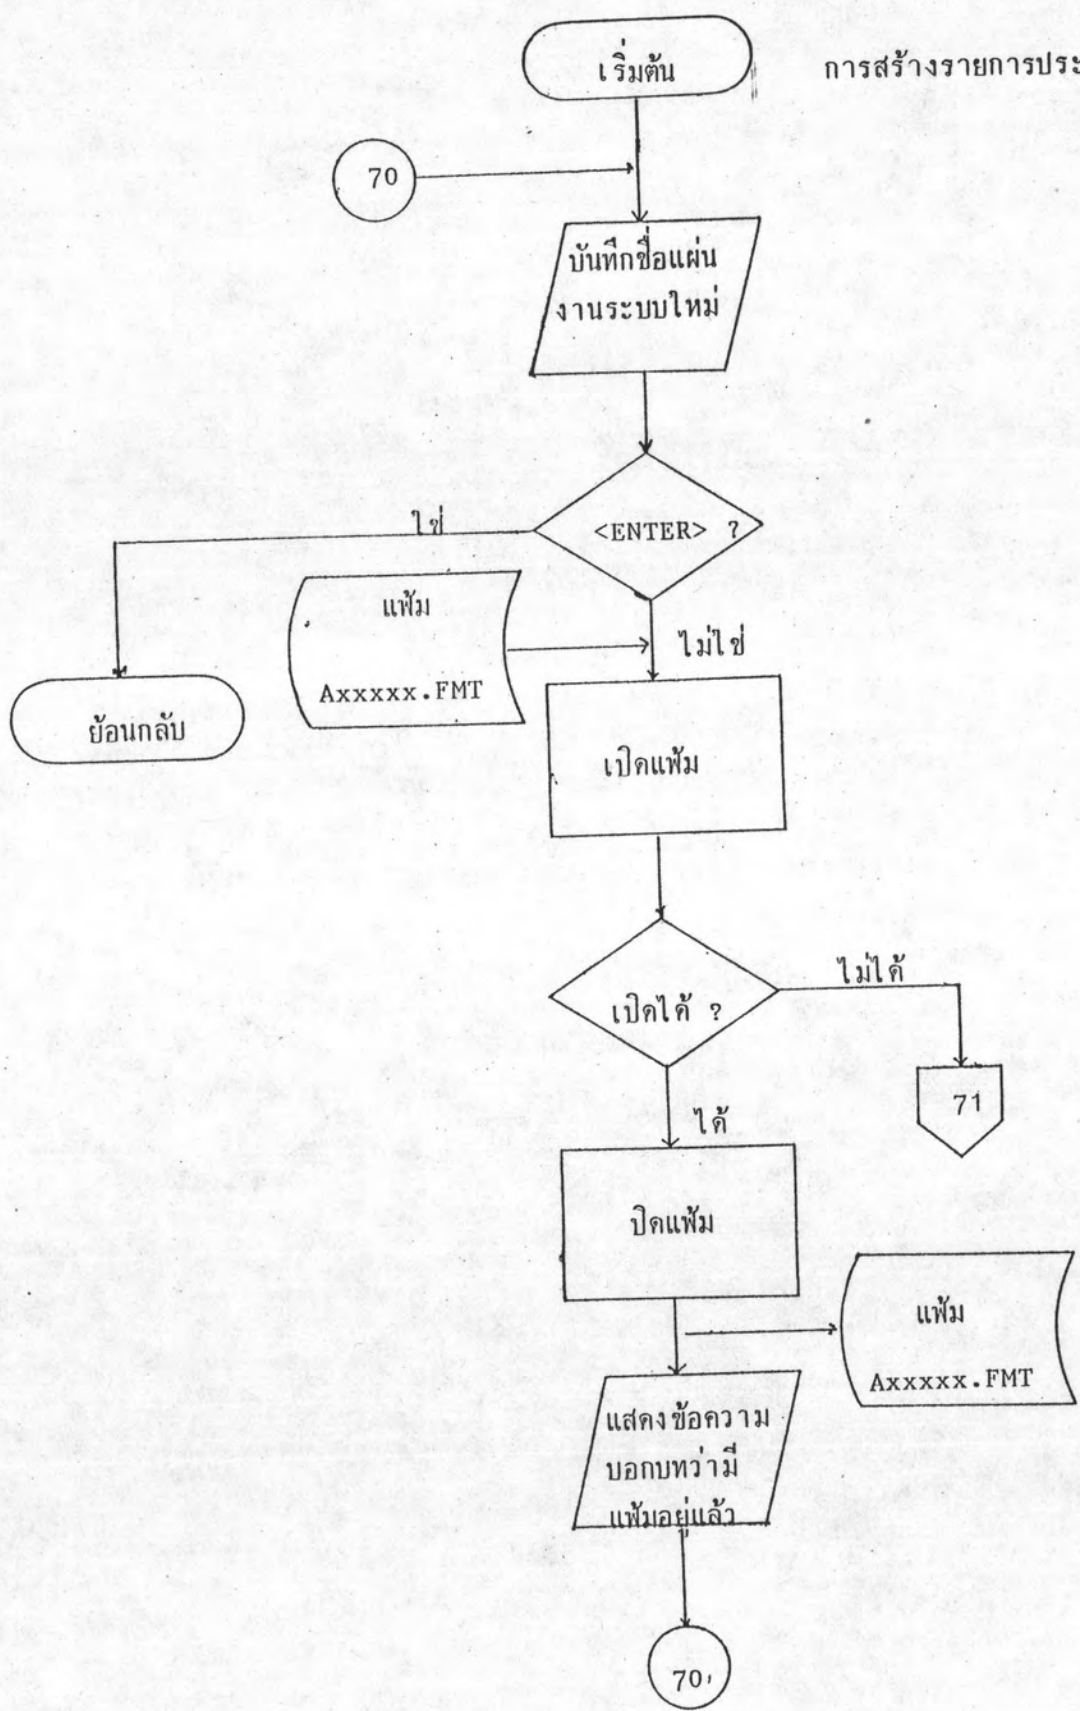 เริ่มต้น
การสร้างรายการประ
70
บันทึกชื่อแผ่น
งานระบบใหม่
<ENTER> ?
ใช่
แฟ้ม
Axxxxx.FMT
ไม่ใช่
ย้อนกลับ
เปิดแฟ้ม
เปิดได้ ?
ไม่ได้
71
ได้
ปิดแฟ้ม
แฟ้ม
Axxxxx.FMT
แสดงข้อความ
บอกบทว่ามี
แฟ้มอยู่แล้ว
70